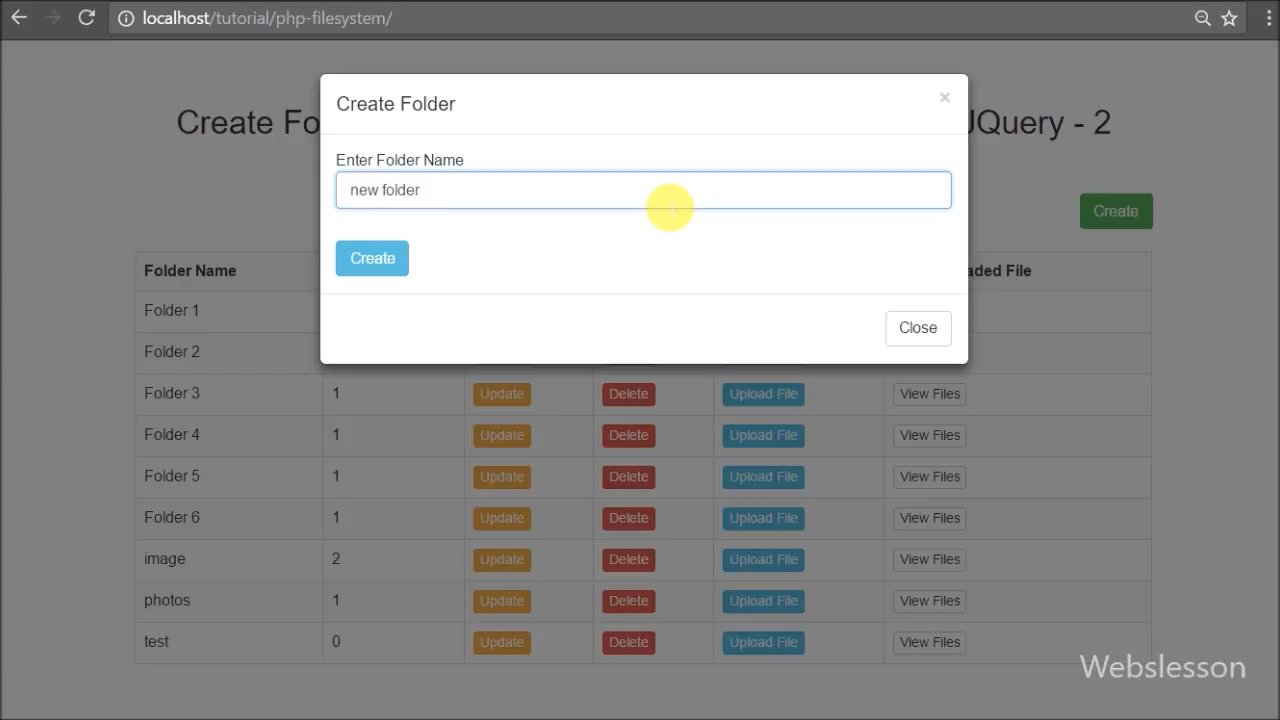 localhost/tutorial/php-filesystem/
Create Folder
×
Create Fo
JQuery - 2
Enter Folder Name
new folder
Create
Create
Close
Folder Name
aded File
Folder 1
Folder 2
Folder 3 1 Update Delete Upload File View Files
Folder 4 1 Update Delete Upload File View Files
Folder 5 1 Update Delete Upload File View Files
Folder 6 1 Update Delete Upload File View Files
image 2 Update Delete Upload File View Files
photos 1 Update Delete Upload File View Files
test 0 Update Delete Upload File View Files
Webslesson